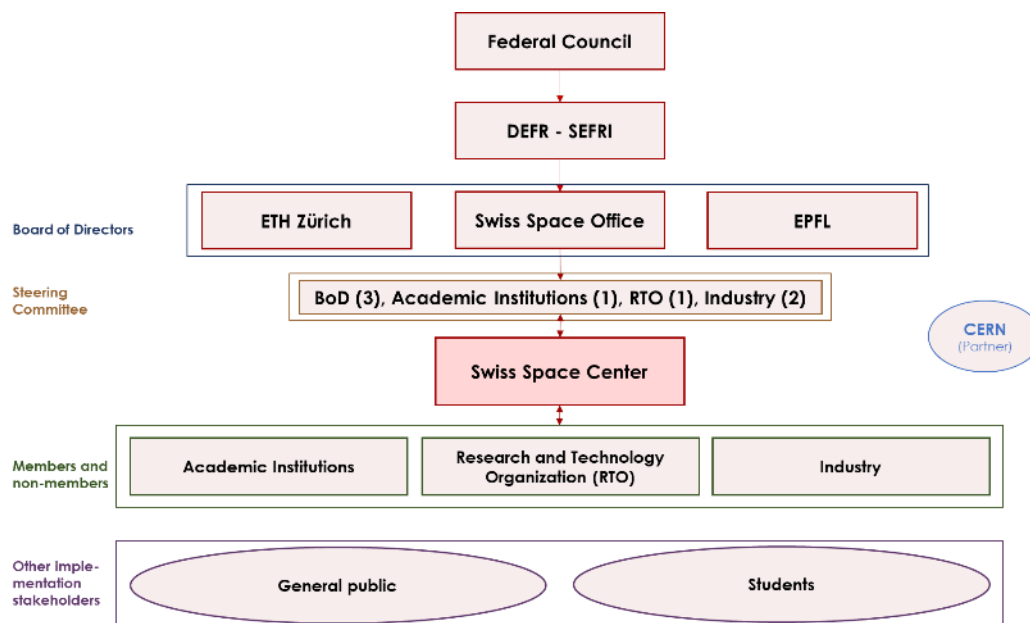 Federal Council
DEFR - SEFRI
Board of Directors
ETH Zürich
Swiss Space Office
EPFL
Steering
Committee
BoD (3), Academic Institutions (1), RTO (1), Industry (2)
CERN
(Partner)
Swiss Space Center
Members and
non-members
Academic Institutions
Research and Technology
Organization (RTO)
Industry
Other imple-
mentation
stakeholders
General public
Students